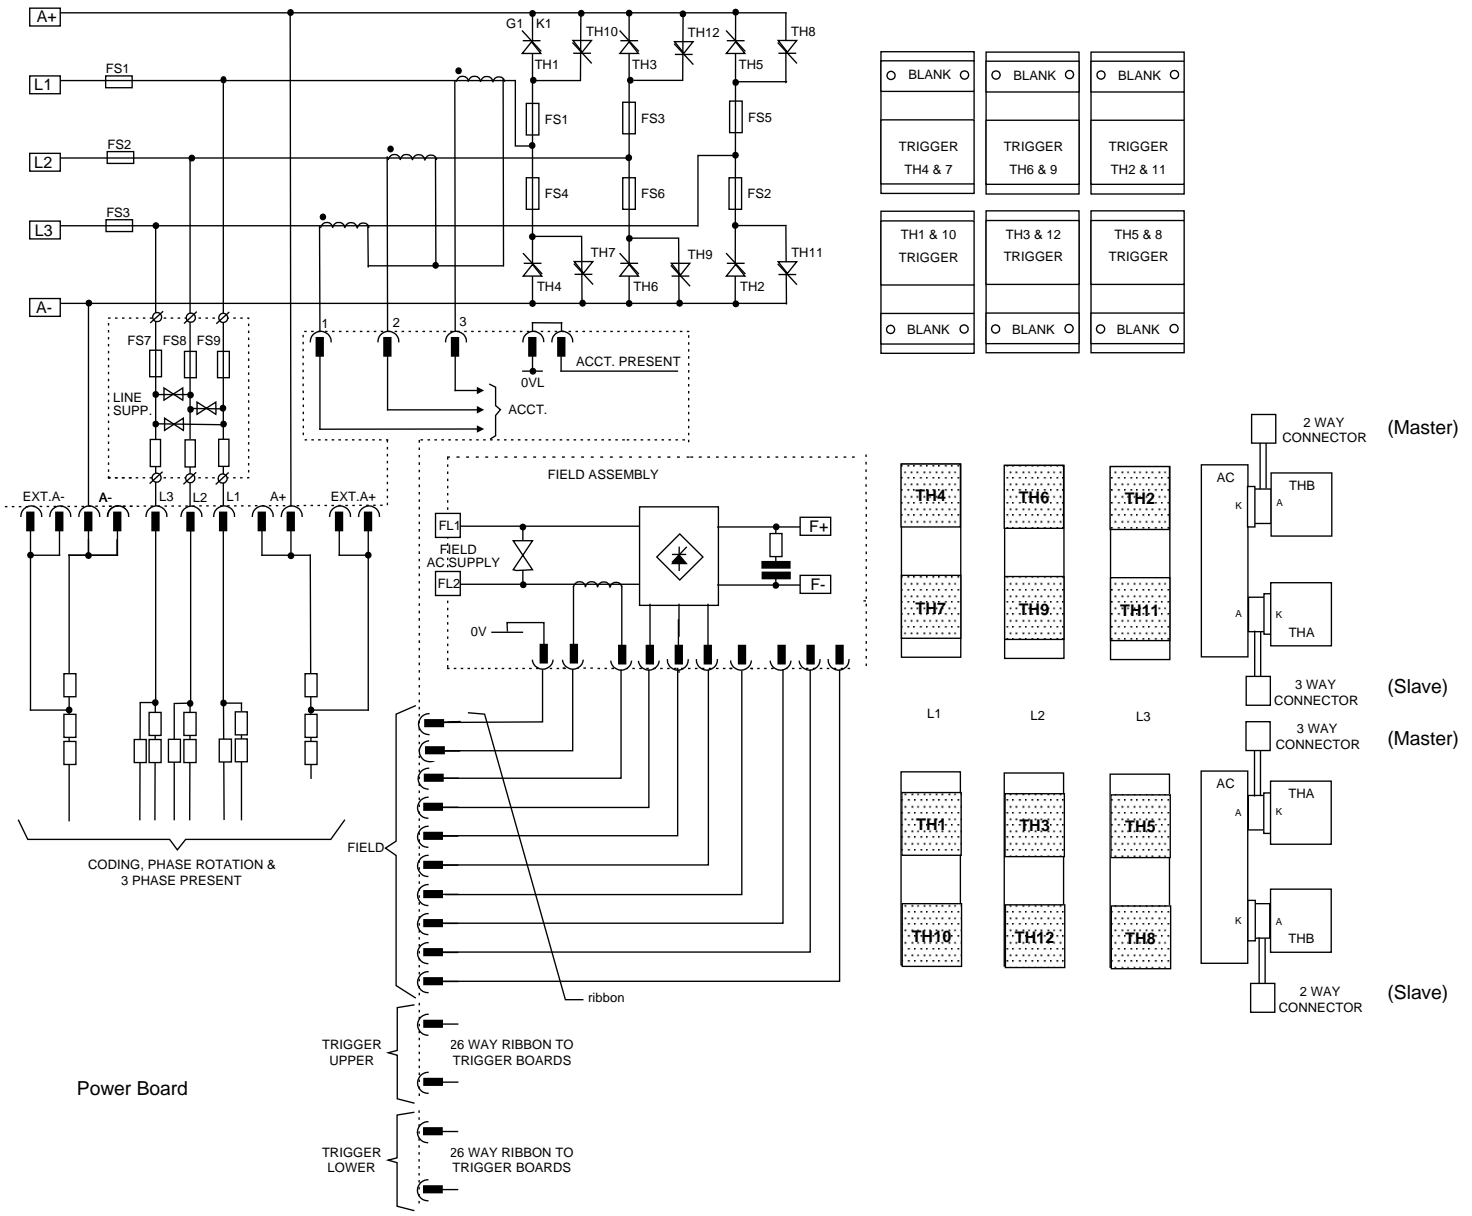 A+
G1 K1
TH10
TH12
TH8
TH1
TH3
TH5
L1
FS1
FS1
FS3
FS5
L2
FS2
FS4
FS6
FS2
L3
FS3
TH7
TH9
TH11
TH4
TH6
TH2
A-
FS7 FS8 FS9
LINE
SUPP.
1
2
3
0VL
ACCT. PRESENT
ACCT.
BLANK
BLANK
BLANK
TRIGGER
TH4 & 7
TRIGGER
TH6 & 9
TRIGGER
TH2 & 11
TH1 & 10
TRIGGER
TH3 & 12
TRIGGER
TH5 & 8
TRIGGER
BLANK
BLANK
BLANK
EXT.A-
A-
L3
L2
L1
A+
EXT.A+
FIELD ASSEMBLY
FL1
FIELD
AC SUPPLY
FL2
F+
F-
0V
CODING, PHASE ROTATION &
3 PHASE PRESENT
FIELD
ribbon
TRIGGER
UPPER
26 WAY RIBBON TO
TRIGGER BOARDS
Power Board
TRIGGER
LOWER
26 WAY RIBBON TO
TRIGGER BOARDS
2 WAY
CONNECTOR
(Master)
TH4
TH6
TH2
AC
K
A
THB
TH7
TH9
TH11
A
K
THA
3 WAY
CONNECTOR
(Slave)
L1
L2
L3
3 WAY
CONNECTOR
(Master)
TH1
TH3
TH5
AC
A
K
THA
TH10
TH12
TH8
K
A
THB
2 WAY
CONNECTOR
(Slave)